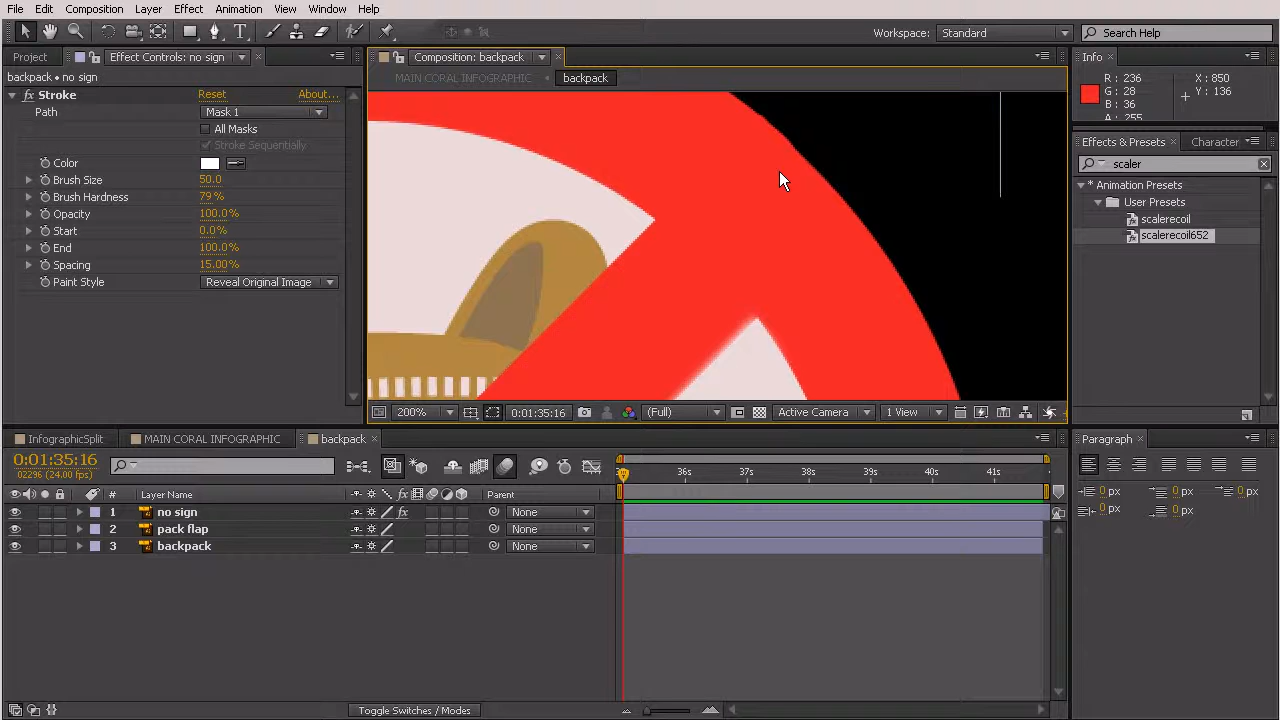 File Edit Composition Layer Effect Animation View Window Help
Workspace: Standard Search Help
Project Effect Controls: no sign Composition: backpack Info
backpack • no sign MAIN CORAL INFOGRAPHIC backpack
R : 236 X : 850
G : 28 Y : 136
B : 36
A : 255
fx Stroke Reset About...
Path Mask 1
All Masks
Stroke Sequentially
Color
Brush Size 50.0
Brush Hardness 79 %
Opacity 100.0%
Start 0.0%
End 100.0%
Spacing 15.00%
Paint Style Reveal Original Image
Effects & Presets Character
scaler
* Animation Presets
User Presets
scalerecoil
scalerecoil652
200% 0:01:35:16 (Full) Active Camera 1 View
InfographicSplit MAIN CORAL INFOGRAPHIC backpack Paragraph
0:01:35:16
02296 (24.00 fps)
36s 37s 38s 39s 40s 41s
# Layer Name fx Parent
1 no sign fx None
2 pack flap None
3 backpack None
0 px 0 px 0 px
0 px 0 px
Toggle Switches / Modes